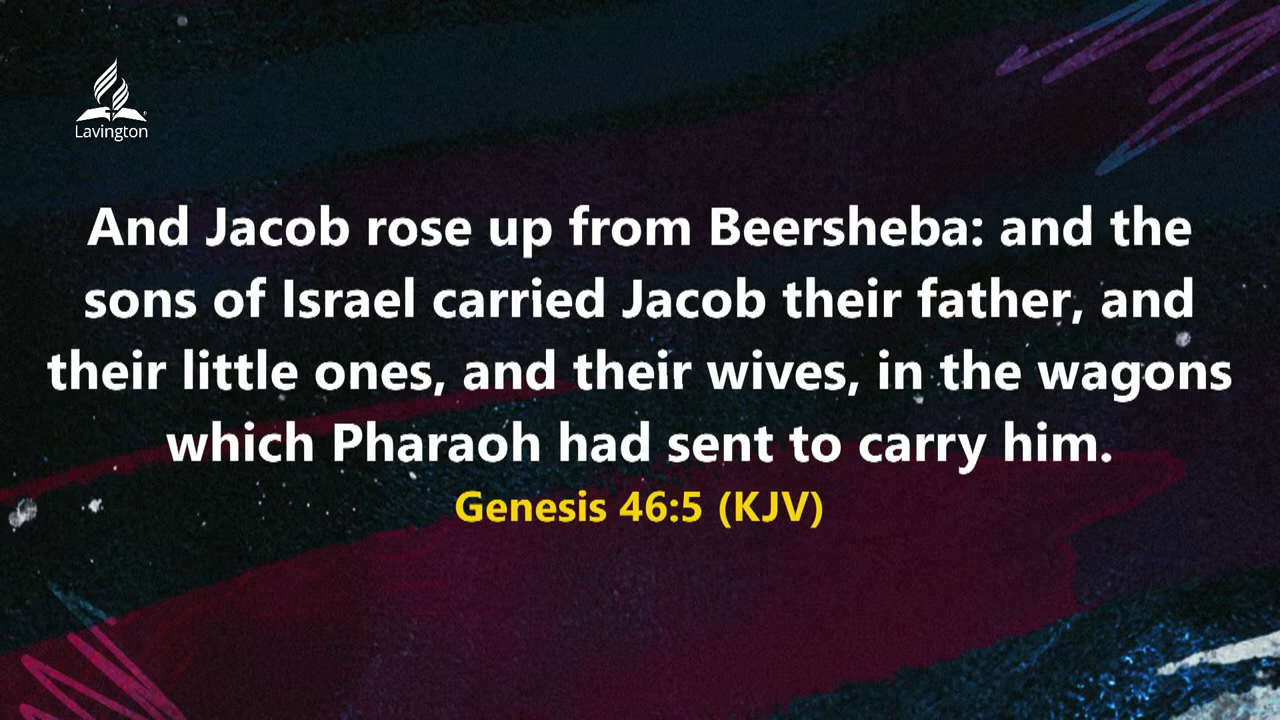 Lavington
And Jacob rose up from Beersheba: and the
sons of Israel carried Jacob their father, and
their little ones, and their wives, in the wagons
which Pharaoh had sent to carry him.
Genesis 46:5 (KJV)